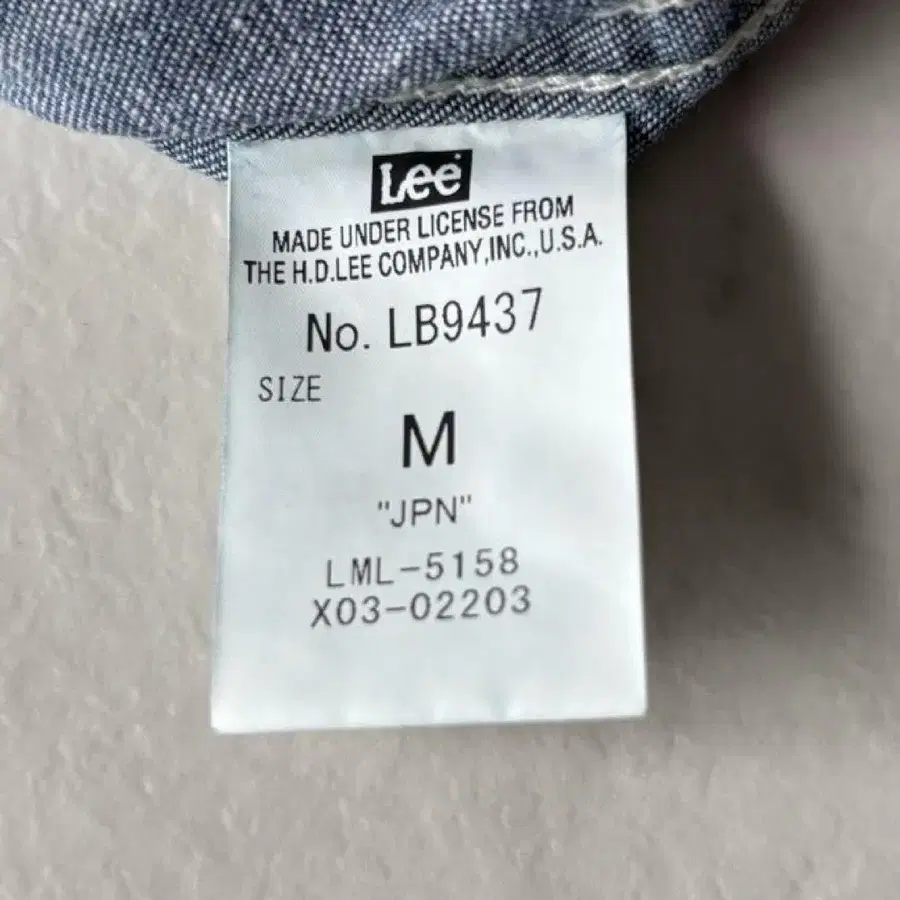 Lee
MADE UNDER LICENSE FROM
THE H.D.LEE COMPANY,INC.,U.S.A.
No. LB9437
SIZE
M
"JPN"
LML-5158
X03-02203